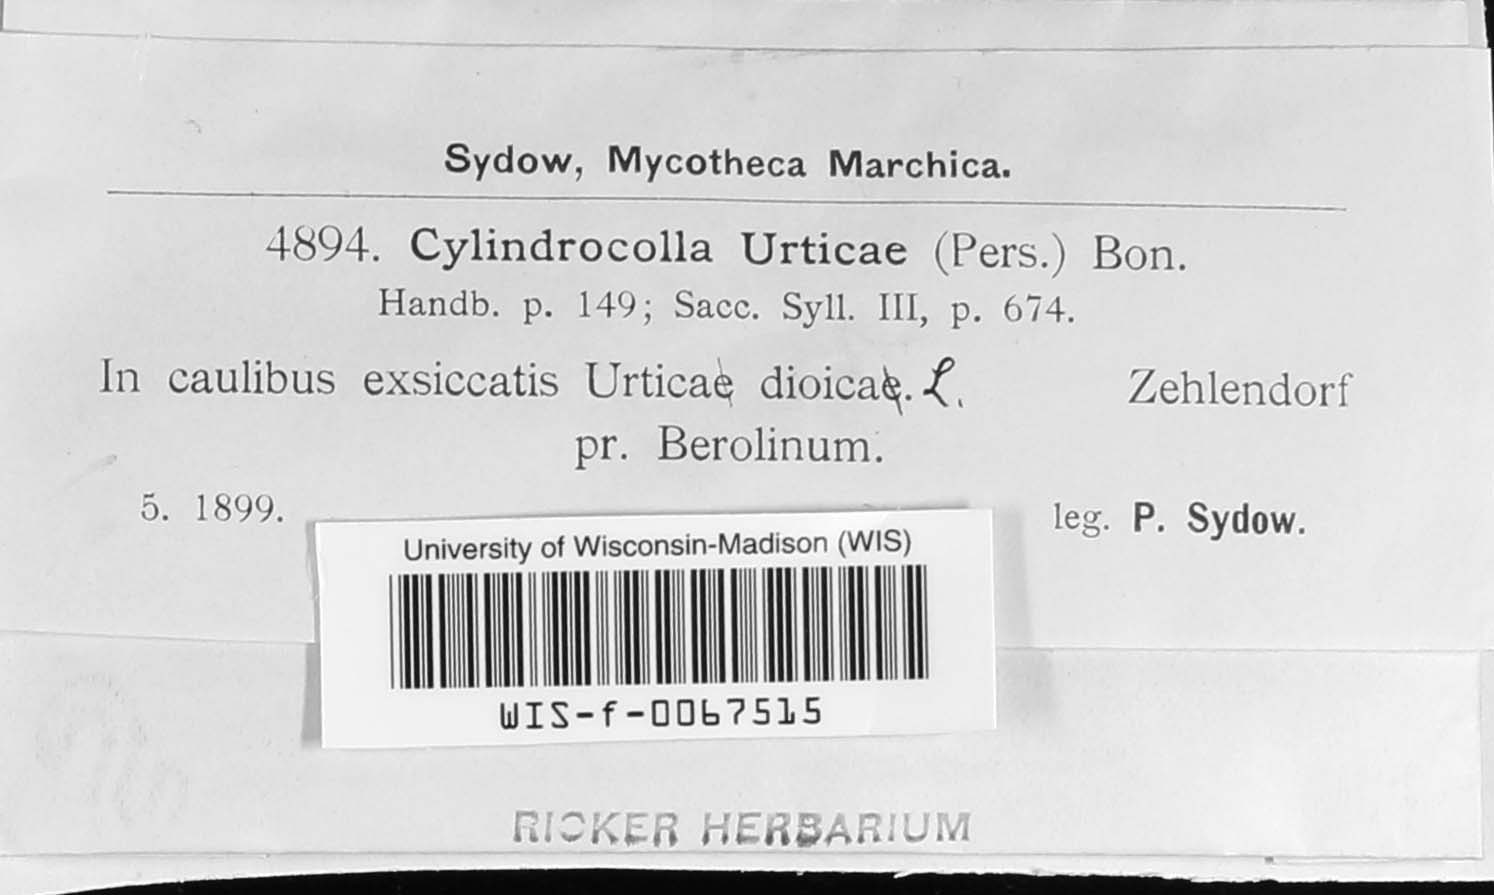 Sydow, Mycotheca Marchica.
4894. Cylindrocolla Urticae (Pers.) Bon.
Handb. p. 149; Sacc. Syll. III, p. 674.
In caulibus exsiccatis Urticae dioicae. L. Zehlendorf
pr. Berolinum.
5. 1899. leg. P. Sydow.
University of Wisconsin-Madison (WIS)
WIS-f-0067515
RICKER HERBARIUM